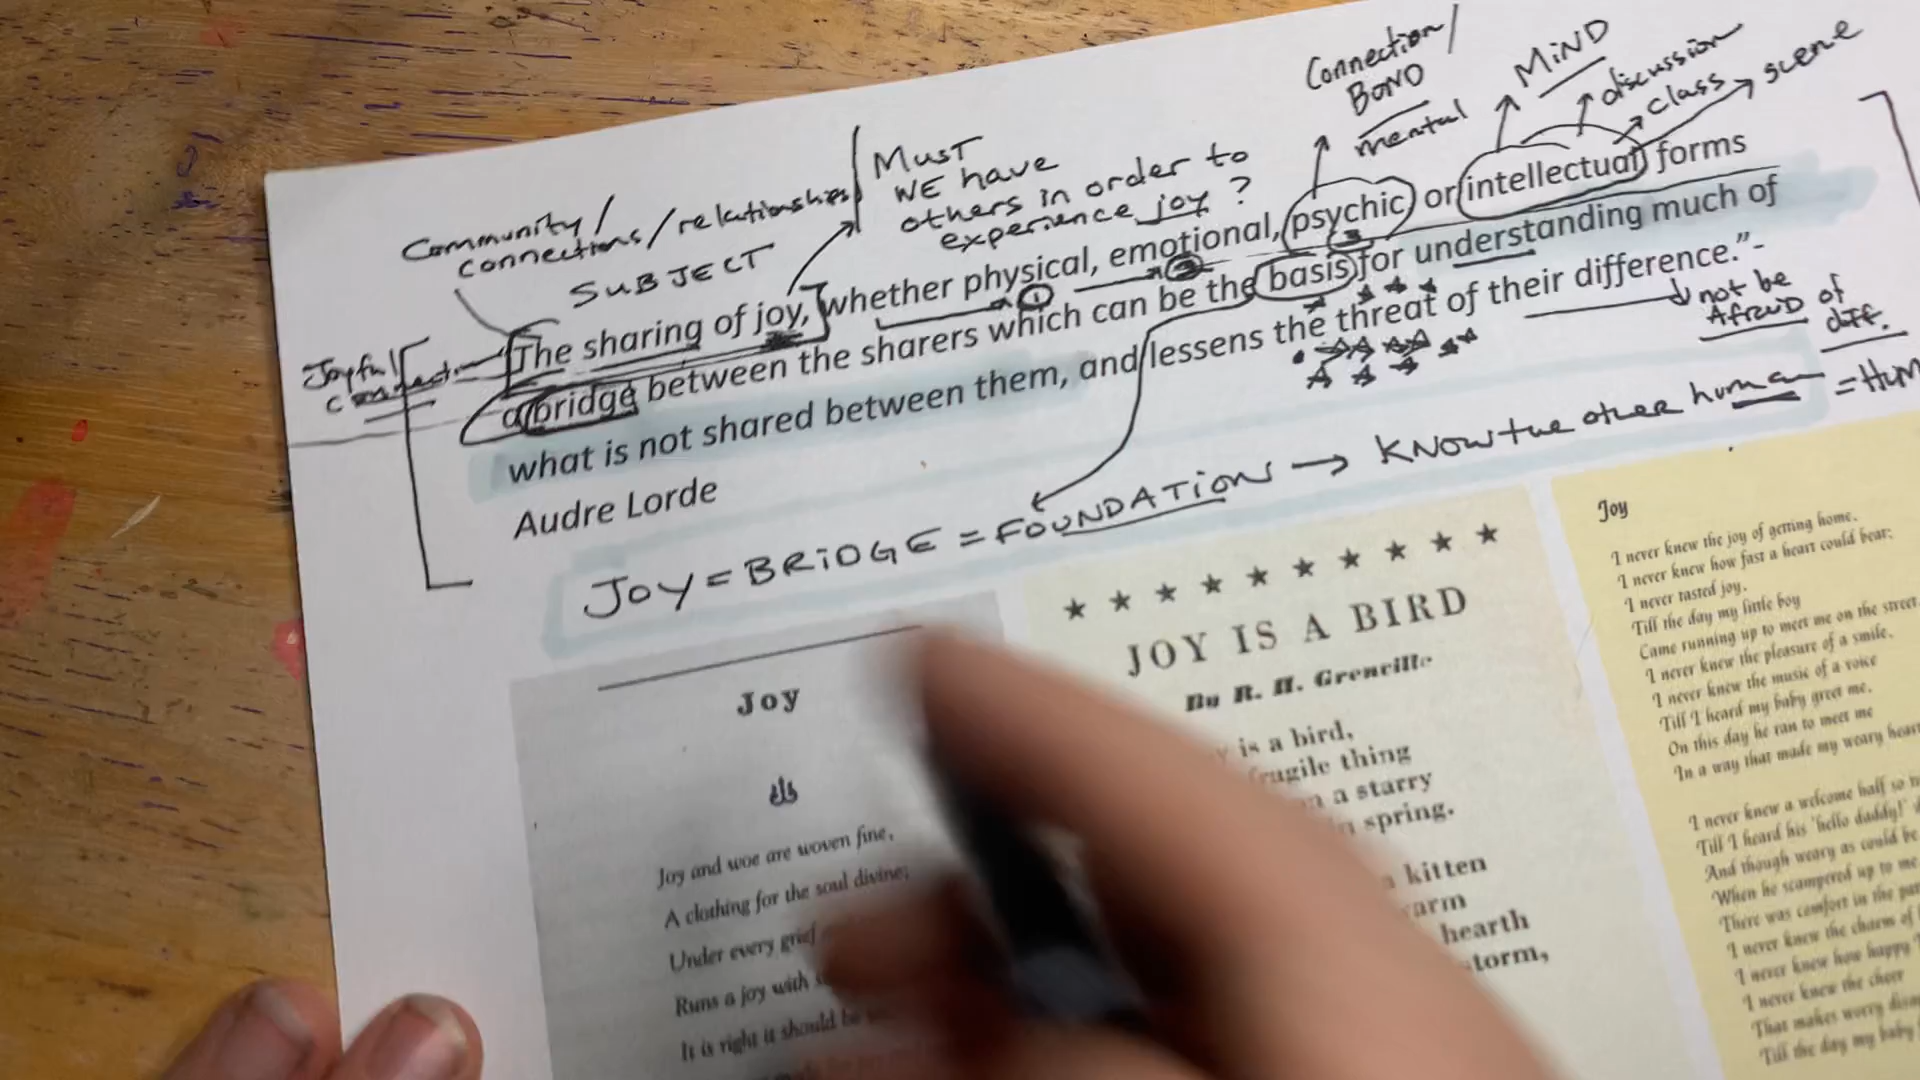 Connection/
BOND
mental
MIND
discussion
class
scene
Must
WE have
others in order to
experience joy?
Community/
connections/relationships
SUBJECT
Joyful
connection
The sharing of joy, whether physical, emotional, psychic or intellectual forms
1
2
3
a bridge between the sharers which can be the basis for understanding much of
what is not shared between them, and lessens the threat of their difference."-
Audre Lorde
not be
AFRAID of
diff.
JOY = BRIDGE = FOUNDATION → KNOW the other human = HUM
Joy
Joy and woe are woven fine,
A clothing for the soul divine;
Under every grief
Runs a joy with
It is right it should be
★ ★ ★ ★ ★ ★ ★ ★ ★ ★
JOY IS A BIRD
By R. H. Grenville
is a bird,
fragile thing
a starry
spring.
kitten
hearth
Joy
I never knew the joy of getting home,
I never knew how fast a heart could beat;
I never tasted joy,
Till the day my little boy
Came running up to meet me on the street.
I never knew the pleasure of a smile,
I never knew the music of a voice
Till I heard my baby greet me,
On this day he ran to meet me
In a way that made my weary heart
I never knew a welcome half so
Till I heard his 'hello daddy!'
And though weary as could be
When he scampered up to me
There was comfort in the
I never knew the charm of
I never knew how happy
I never knew the cheer
That makes worry
Till the day my baby